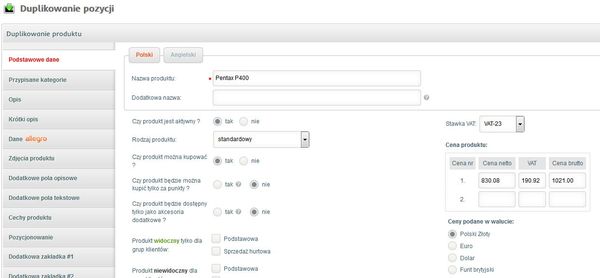 Duplikowanie pozycji
Duplikowanie produktu
Podstawowe dane
Przypisane kategorie
Opis
Krótki opis
Dane allegro
Zdjęcia produktu
Dodatkowe pola opisowe
Dodatkowe pola tekstowe
Cechy produktu
Pozycjonowanie
Dodatkowa zakładka #1
Dodatkowa zakładka #2
Polski Angielski
Nazwa produktu: Pentax P400
Dodatkowa nazwa:
Czy produkt jest aktywny ? tak nie
Rodzaj produktu: standardowy
Czy produkt można kupować ? tak nie
Czy produkt będzie można kupić tylko za punkty ? tak nie
Czy produkt będzie dostępny tylko jako akcesoria dodatkowe ? tak nie
Produkt widoczny tylko dla grup klientów: Podstawowa
Sprzedaż hurtowa
Produkt niewidoczny dla Podstawowa
Stawka VAT: VAT-23
Cena produktu:
Cena nr Cena netto VAT Cena brutto
1. 830.08 190.92 1021.00
2.
Ceny podane w walucie:
Polski Złoty
Euro
Dolar
Funt brytyjski